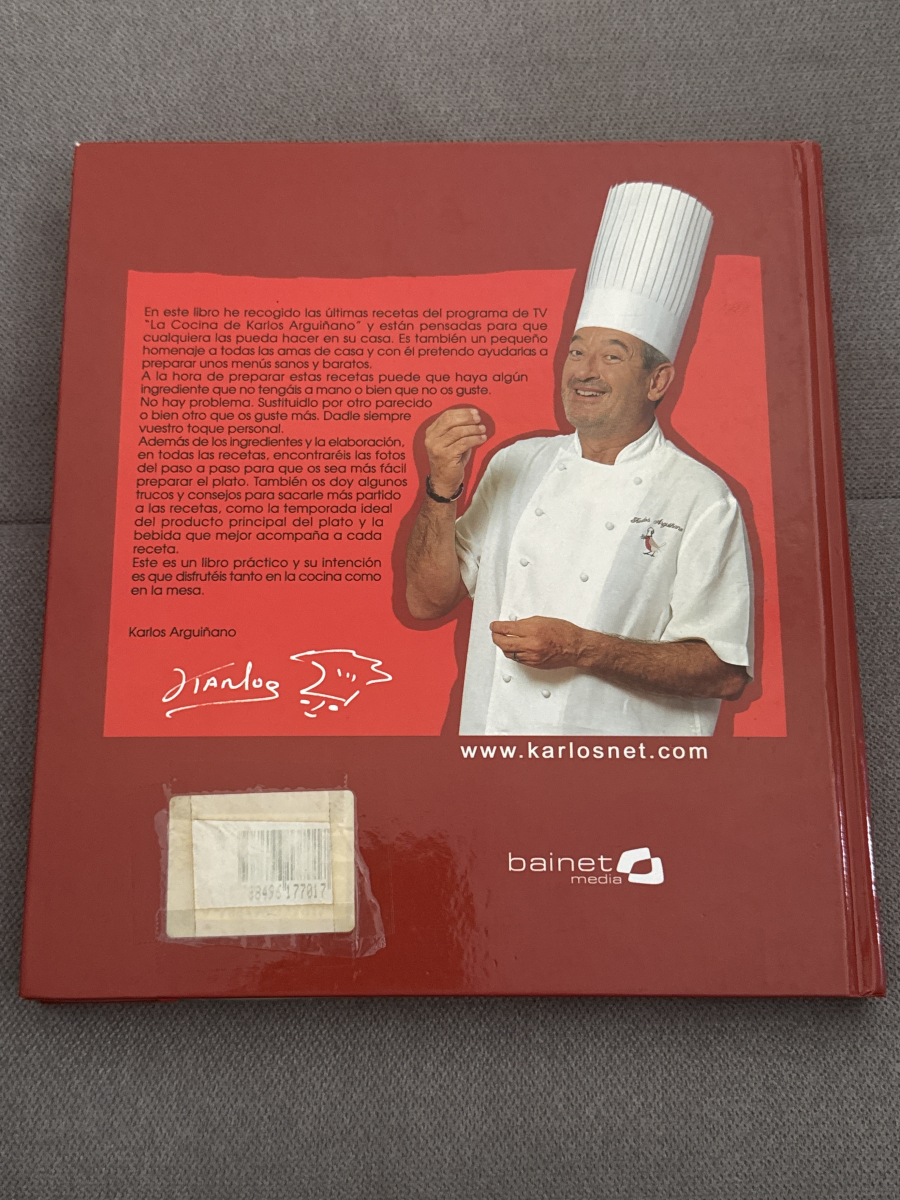 En este libro he recogido las últimas recetas del programa de TV
"La Cocina de Karlos Arguiñano" y están pensadas para que
cualquiera las pueda hacer en su casa. Es también un pequeño
homenaje a todas las amas de casa y con él pretendo ayudarlas a
preparar unos menús sanos y baratos.
A la hora de preparar estas recetas puede que haya algún
ingrediente que no tengáis a mano o bien que no os guste.
No hay problema. Sustituidlo por otro parecido
o bien otro que os guste más. Dadle siempre
vuestro toque personal.
Además de los ingredientes y la elaboración,
en todas las recetas, encontraréis las fotos
del paso a paso para que os sea más fácil
preparar el plato. También os doy algunos
trucos y consejos para sacarle más partido
a las recetas, como la temporada ideal
del producto principal del plato y la
bebida que mejor acompaña a cada
receta.
Este es un libro práctico y su intención
es que disfrutéis tanto en la cocina como
en la mesa.
Karlos Arguiñano
Karlos
Karlos Arguiñano
www.karlosnet.com
bainet
media
88496 177017